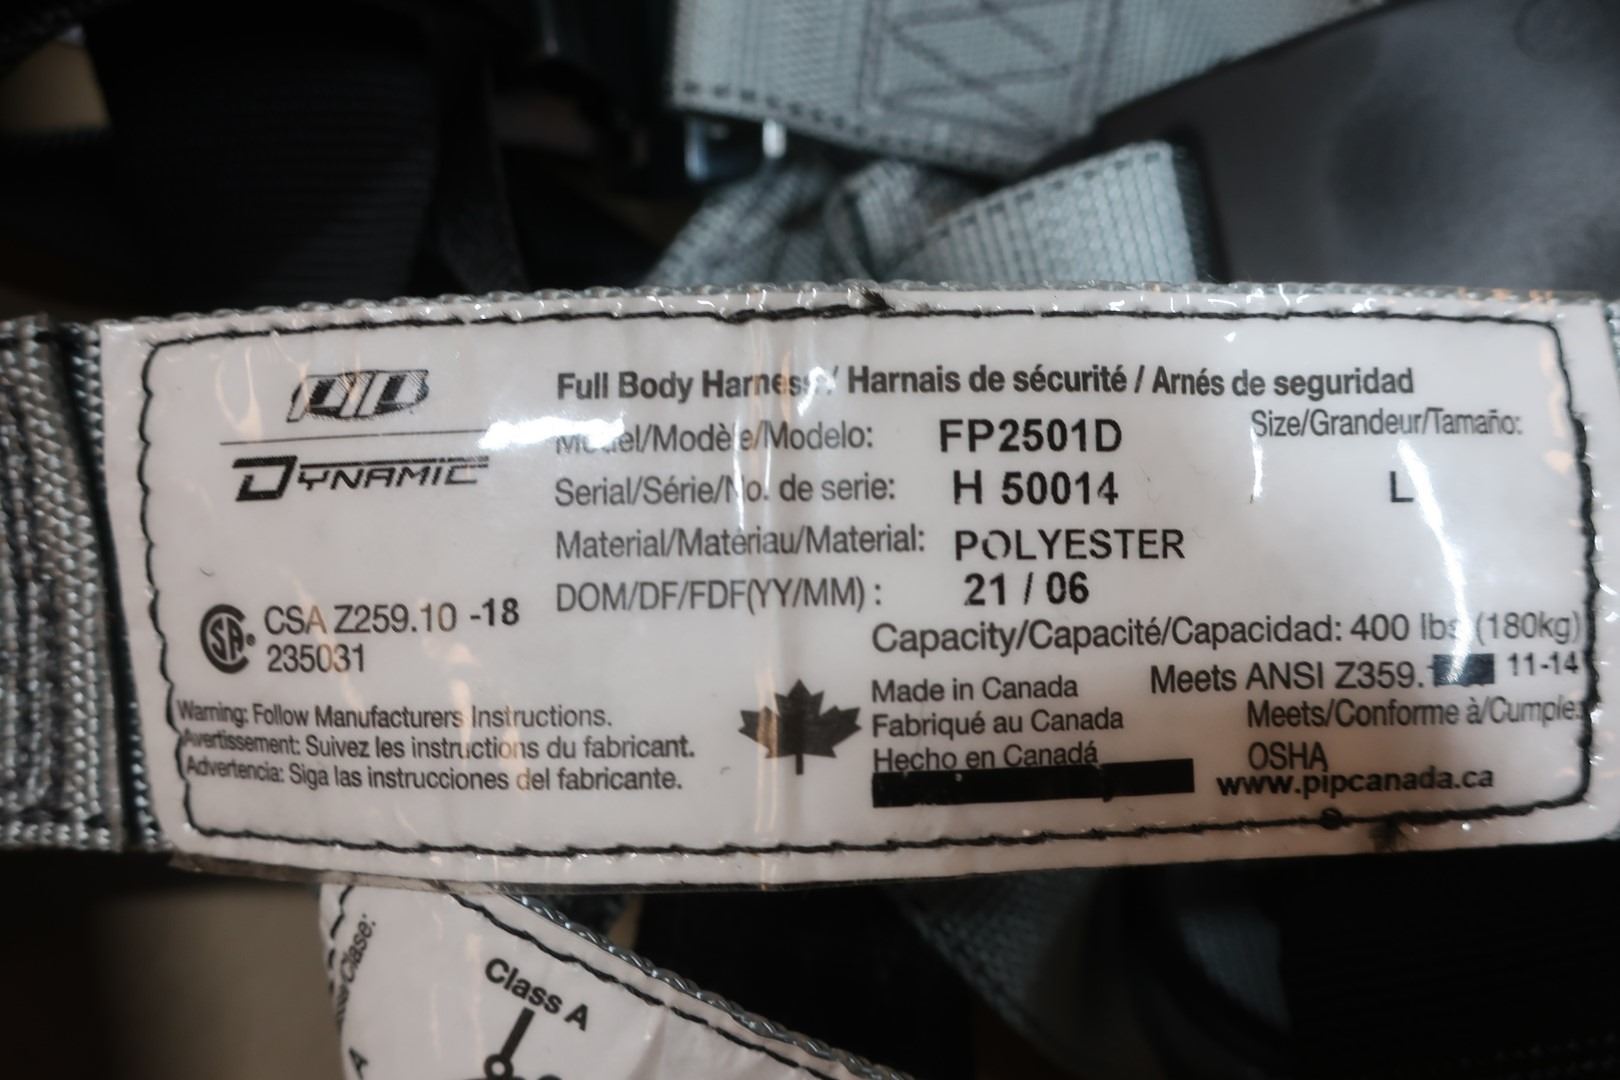 PIP
DYNAMIC
Full Body Harness / Harnais de sécurité / Arnés de seguridad
Model/Modèle/Modelo: FP2501D
Size/Grandeur/Tamaño:
L
Serial/Série/No. de serie: H 50014
Material/Matériau/Material: POLYESTER
DOM/DF/FDF(YY/MM) : 21 / 06
CSA Z259.10 -18
235031
Capacity/Capacité/Capacidad: 400 lbs (180kg)
Meets ANSI Z359. 11-14
Made in Canada
Fabriqué au Canada
Hecho en Canadá
Meets/Conforme à/Cumple:
OSHA
www.pipcanada.ca
Warning: Follow Manufacturers Instructions.
Avertissement: Suivez les instructions du fabricant.
Advertencia: Siga las instrucciones del fabricante.
Class A
/Clase:
A